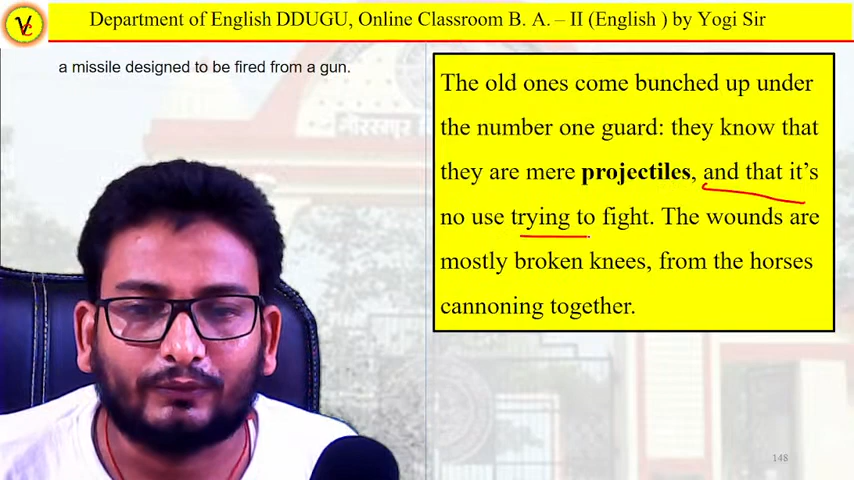 Department of English DDUGU, Online Classroom B. A. – II (English ) by Yogi Sir
a missile designed to be fired from a gun.
The old ones come bunched up under
the number one guard: they know that
they are mere projectiles, and that it’s
no use trying to fight. The wounds are
mostly broken knees, from the horses
cannoning together.
148